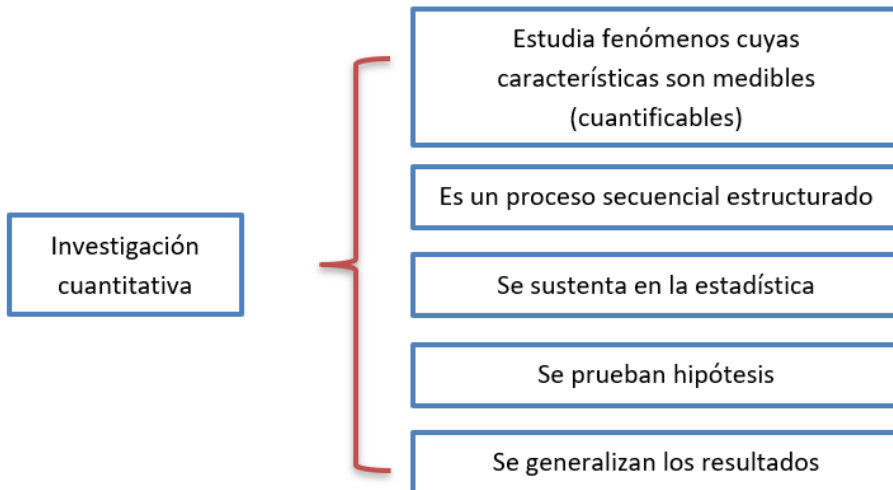 Investigación
cuantitativa
Estudia fenómenos cuyas
características son medibles
(cuantificables)
Es un proceso secuencial estructurado
Se sustenta en la estadística
Se prueban hipótesis
Se generalizan los resultados